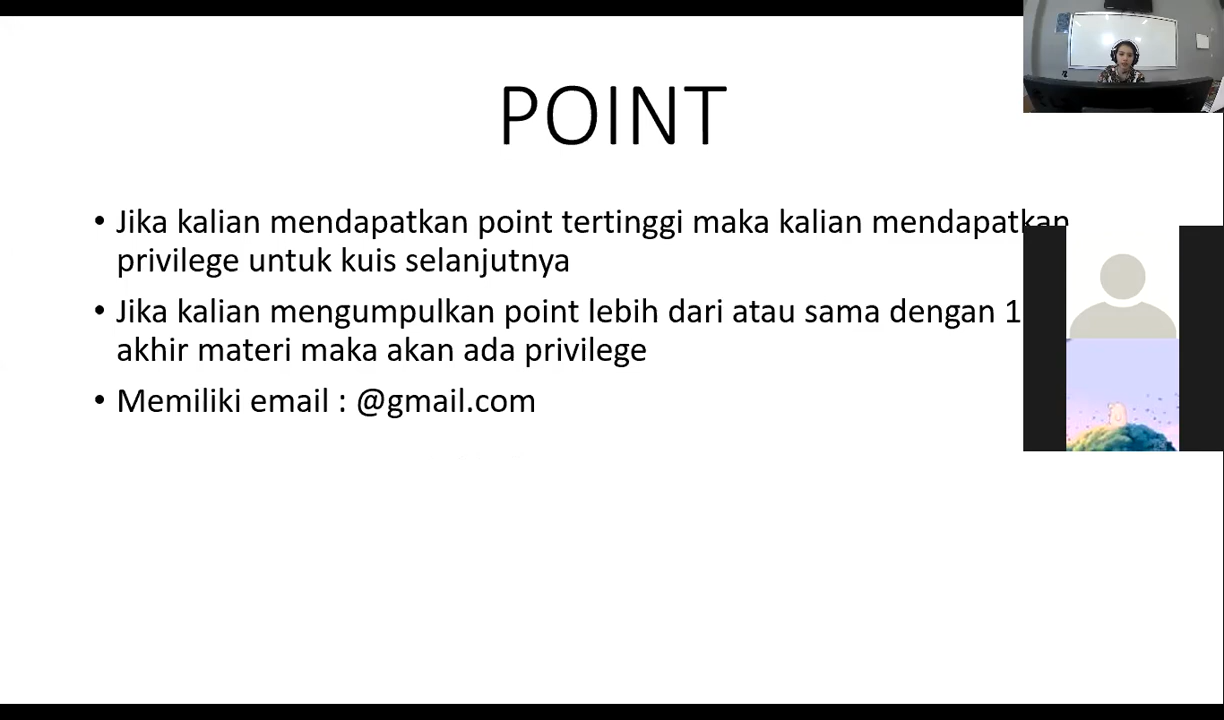 POINT
• Jika kalian mendapatkan point tertinggi maka kalian mendapatkan
privilege untuk kuis selanjutnya
• Jika kalian mengumpulkan point lebih dari atau sama dengan 1
akhir materi maka akan ada privilege
• Memiliki email : @gmail.com